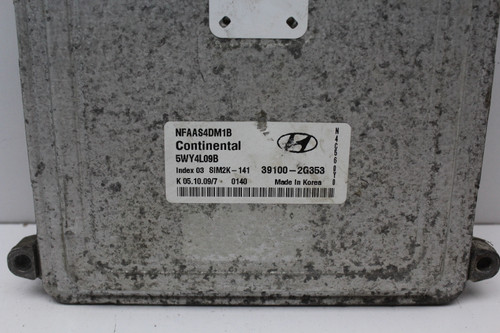 NFAAS4DM1B
Continental
5WY4L09B
Index 03 SIM2K-141 39100-2G353
K 05.10.09/7 0140 Made In Korea